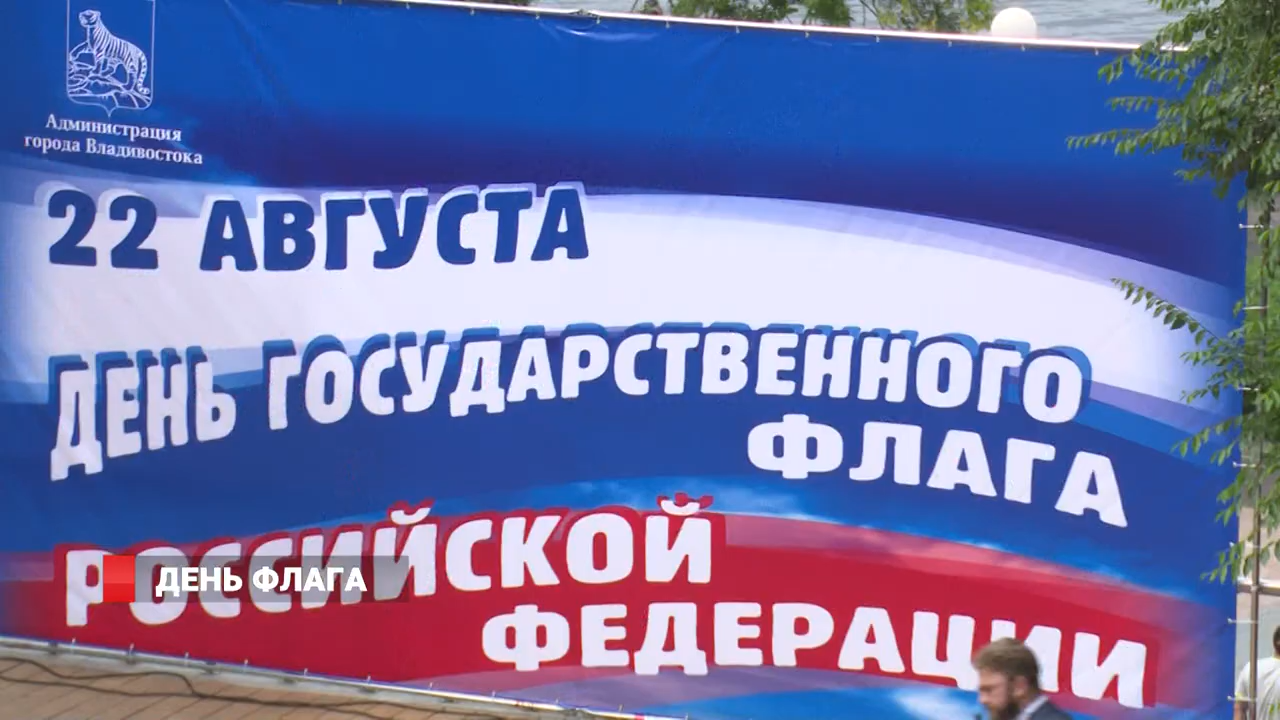 Администрация
города Владивостока
22 АВГУСТА
ДЕНЬ ГОСУДАРСТВЕННОГО
ФЛАГА
РОССИЙСКОЙ
ФЕДЕРАЦИИ
ДЕНЬ ФЛАГА